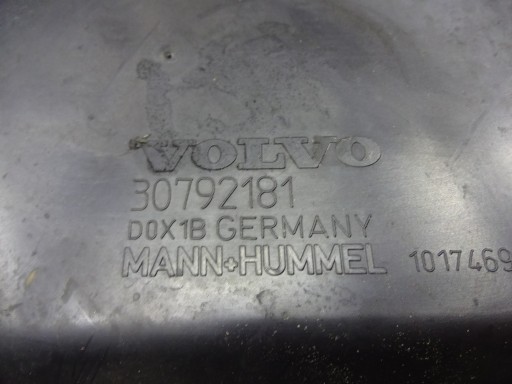 VOLVO
30792181
D0X1B GERMANY
MANN+HUMMEL 1017469